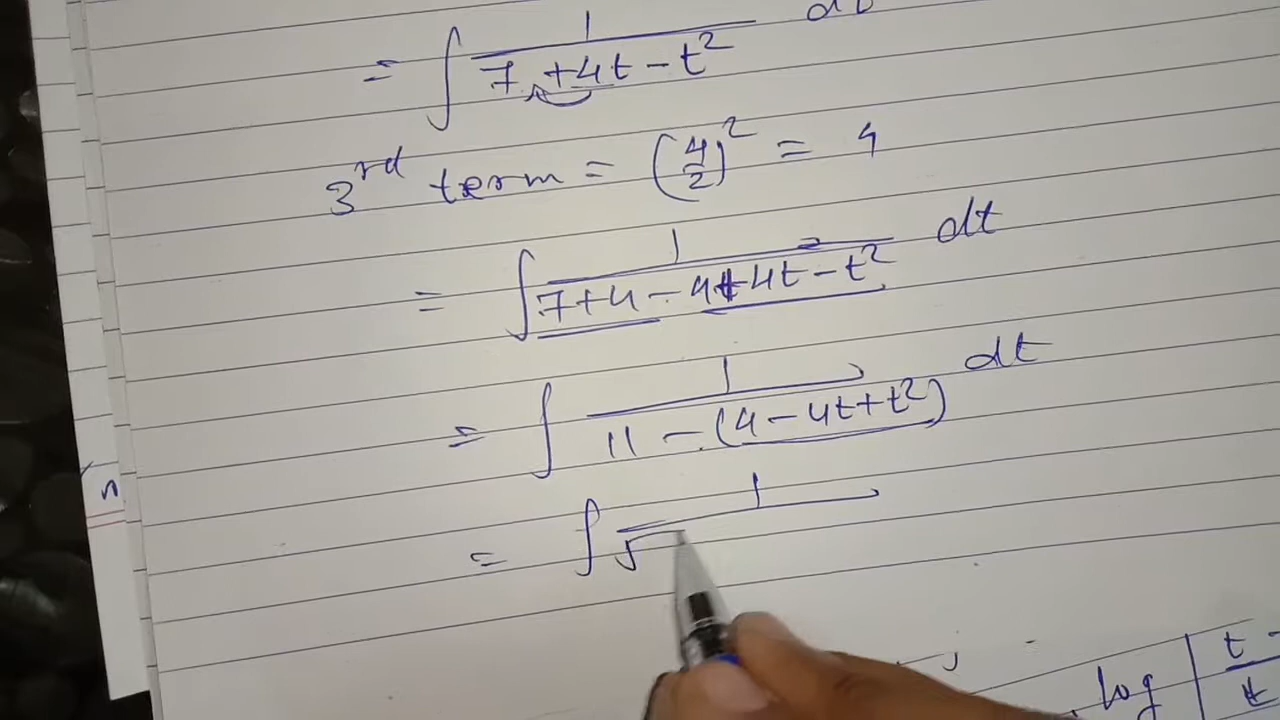 = ∫ 1/(7 + 4t - t²) dt
3rd term = (4/2)² = 4
= ∫ 1/(7+4-4+4t-t²) dt
= ∫ 1/(11 - (4-4t+t²)) dt
= ∫ 1/√
n
log | t -
t